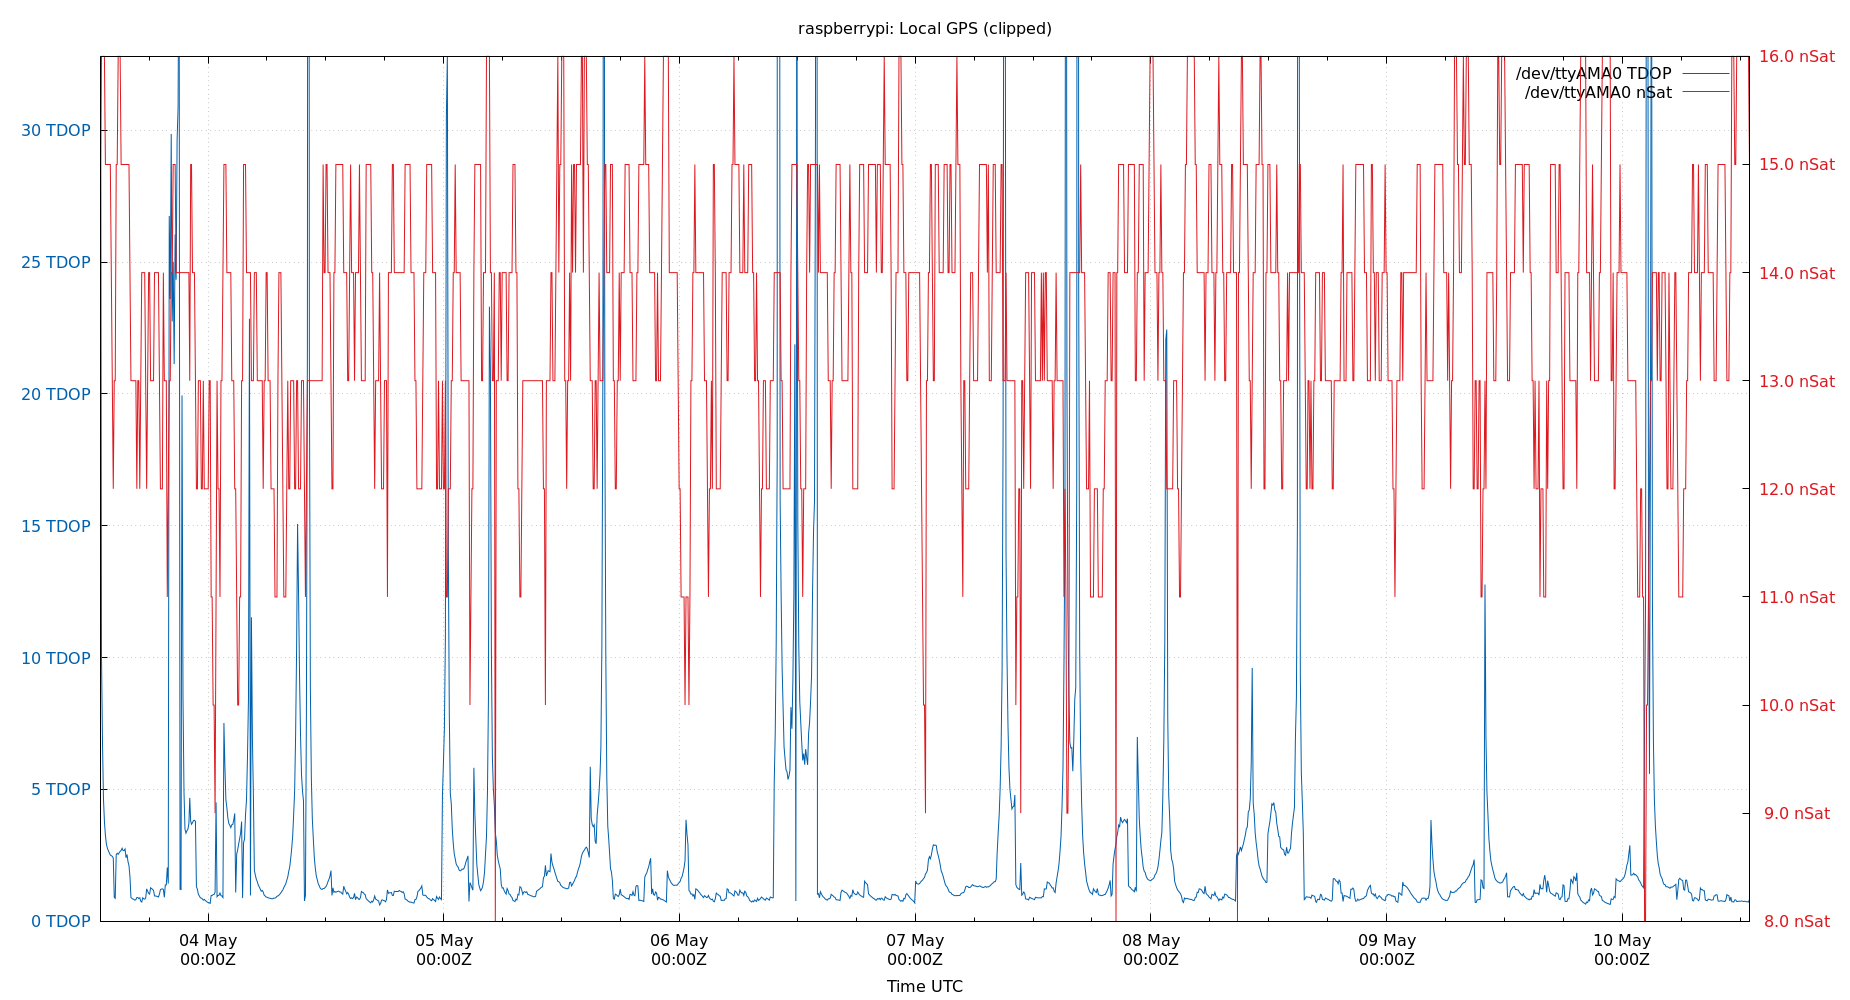 raspberrypi: Local GPS (clipped)
/dev/ttyAMA0 TDOP
/dev/ttyAMA0 nSat
30 TDOP
25 TDOP
20 TDOP
15 TDOP
10 TDOP
5 TDOP
0 TDOP
16.0 nSat
15.0 nSat
14.0 nSat
13.0 nSat
12.0 nSat
11.0 nSat
10.0 nSat
9.0 nSat
8.0 nSat
04 May
00:00Z
05 May
00:00Z
06 May
00:00Z
07 May
00:00Z
08 May
00:00Z
09 May
00:00Z
10 May
00:00Z
Time UTC